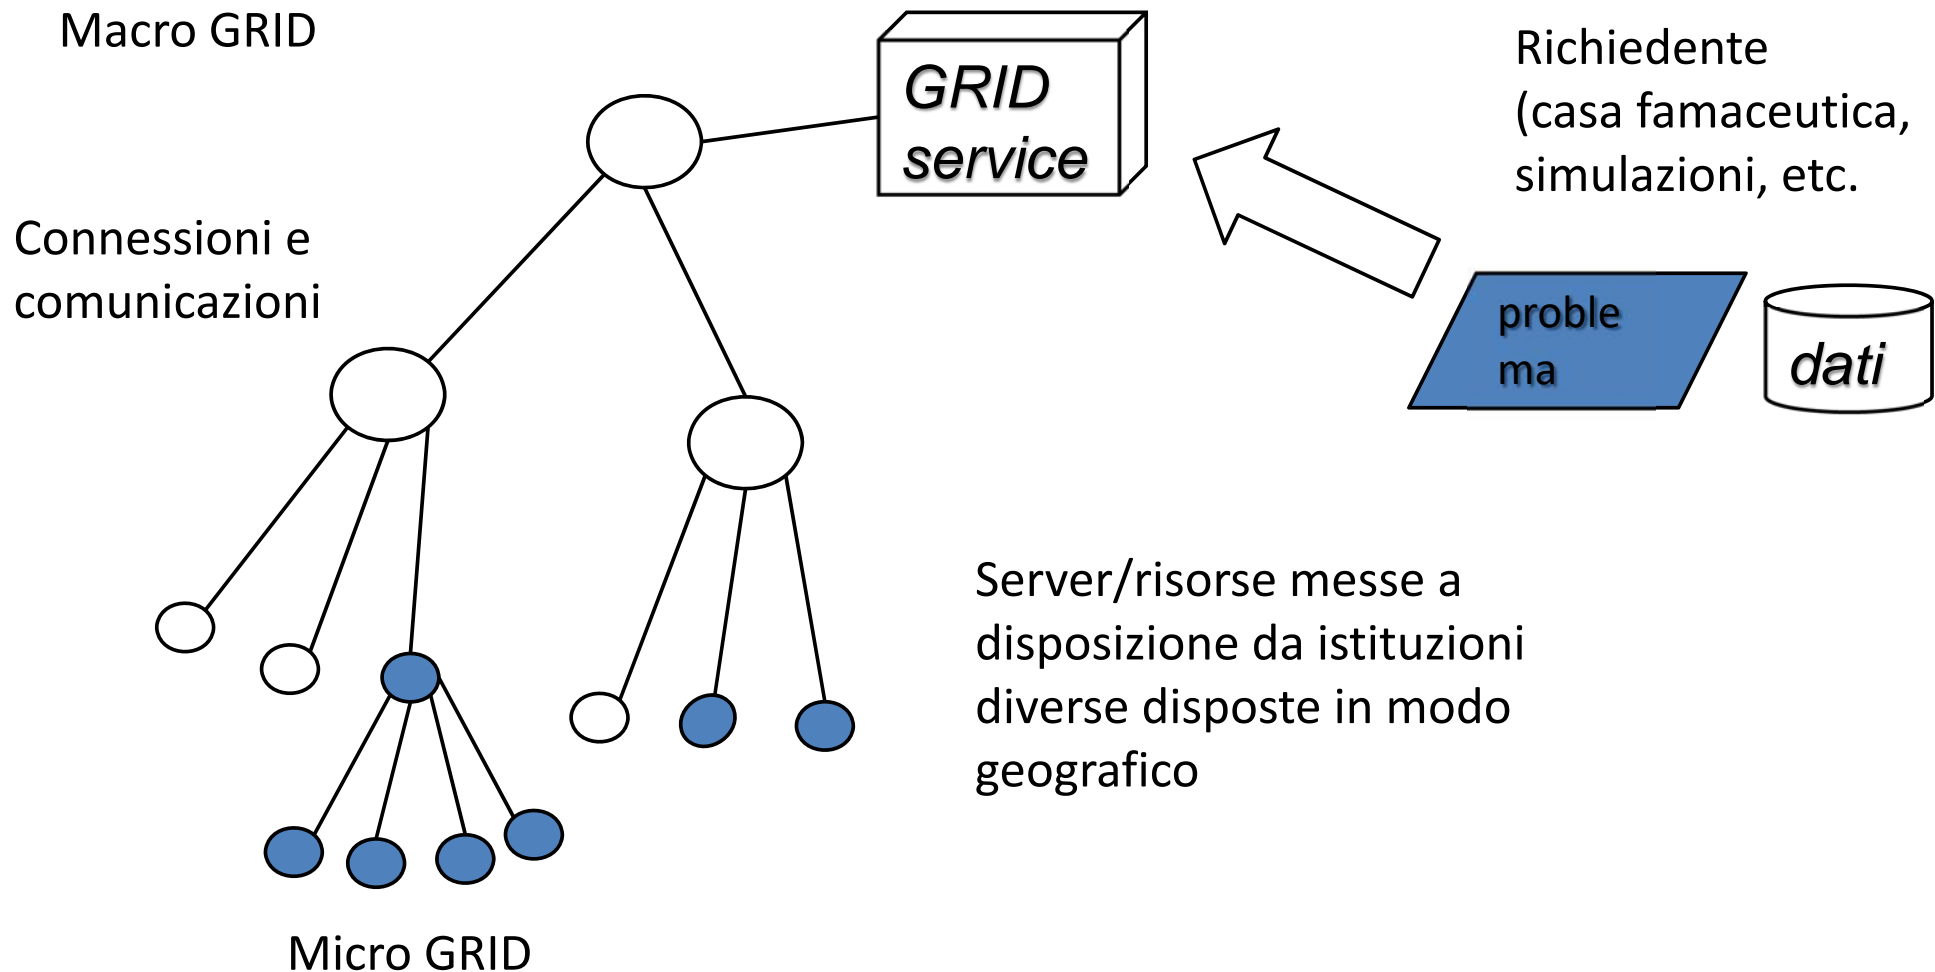 Macro GRID
GRID
service
Richiedente
(casa famaceutica,
simulazioni, etc.
Connessioni e
comunicazioni
proble
ma
dati
Server/risorse messe a
disposizione da istituzioni
diverse disposte in modo
geografico
Micro GRID